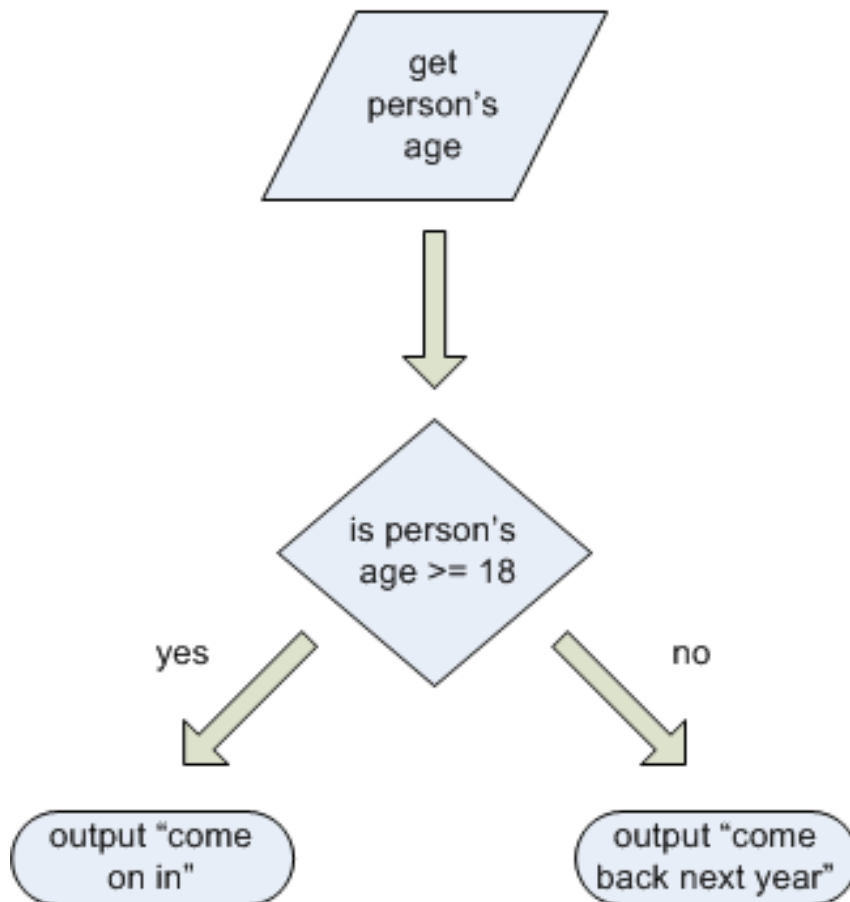 get
person's
age
is person's
age >= 18
yes
no
output “come
on in”
output “come
back next year”